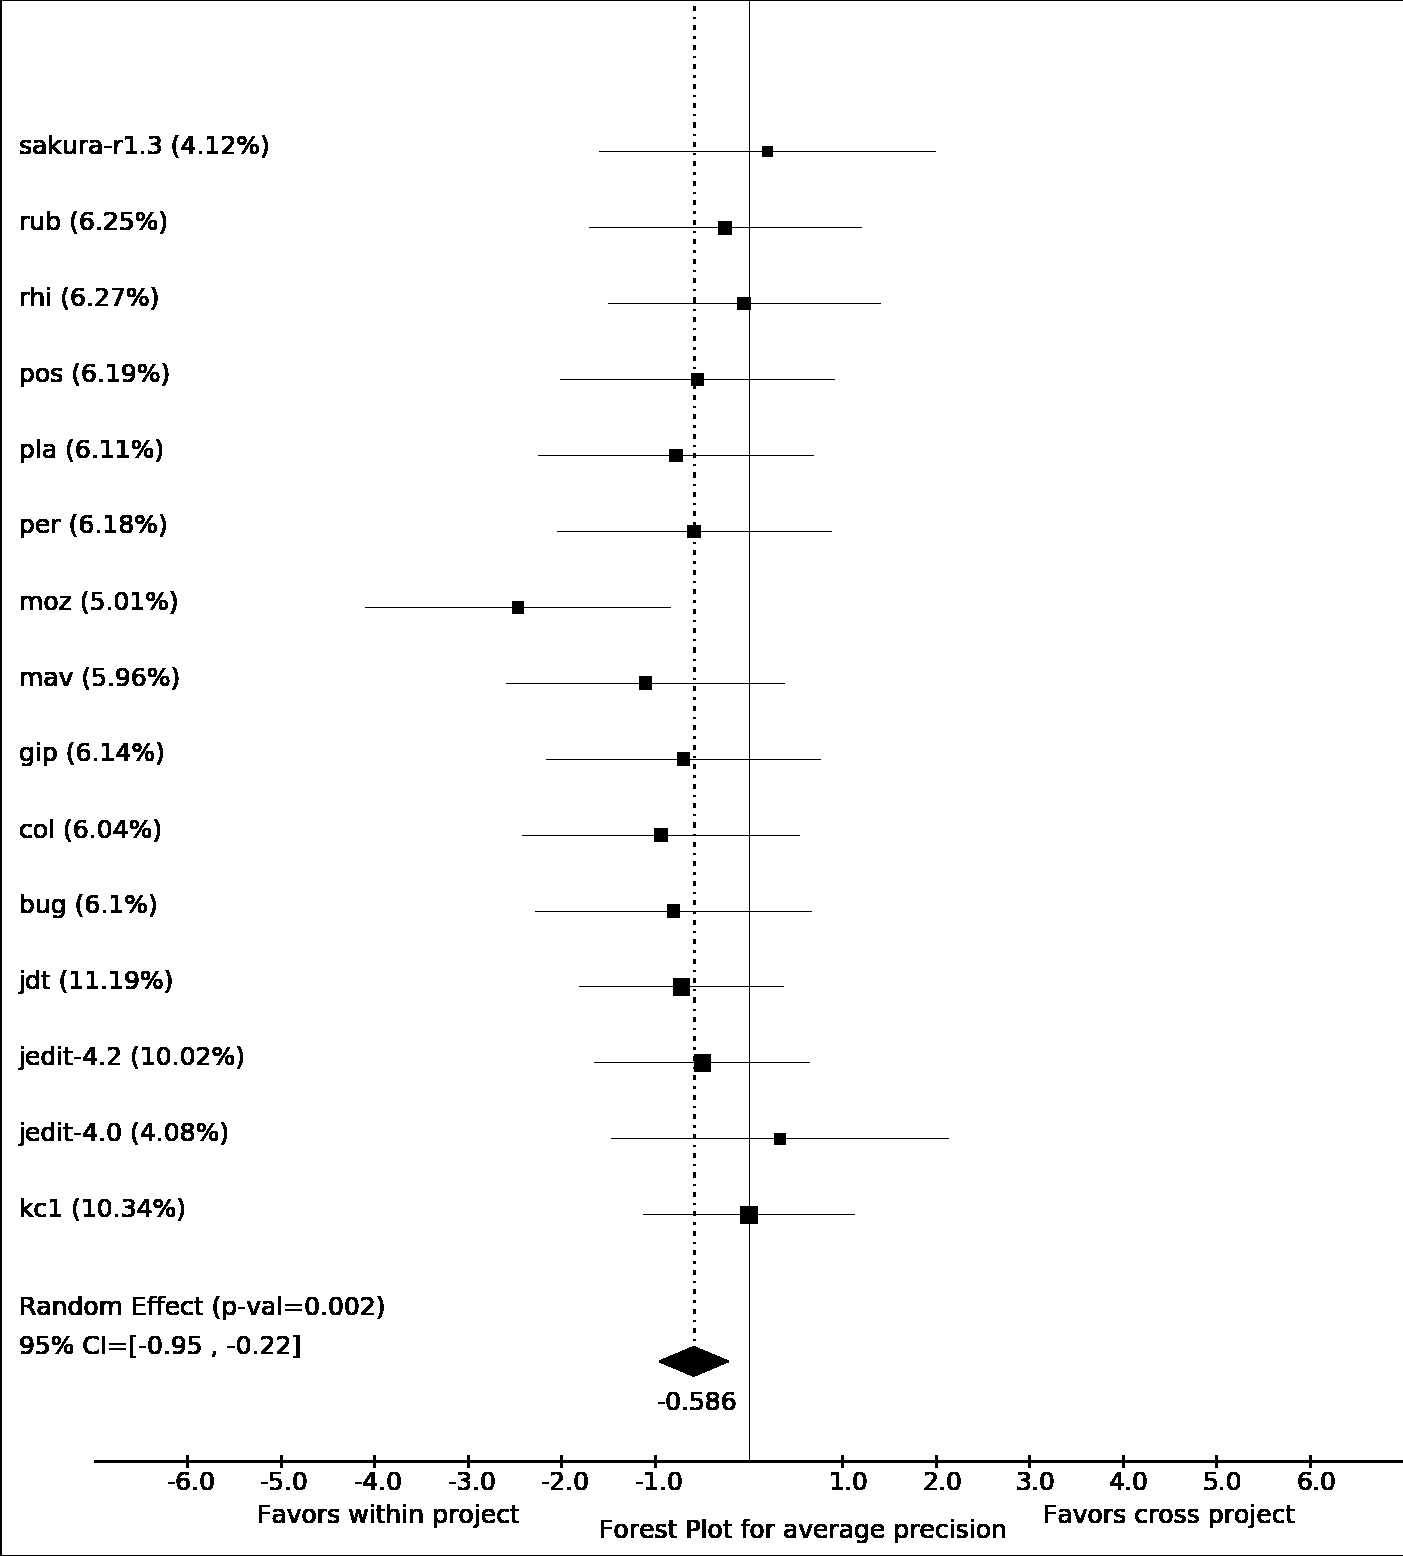 sakura-r1.3 (4.12%)
rub (6.25%)
rhi (6.27%)
pos (6.19%)
pla (6.11%)
per (6.18%)
moz (5.01%)
mav (5.96%)
gip (6.14%)
col (6.04%)
bug (6.1%)
jdt (11.19%)
jedit-4.2 (10.02%)
jedit-4.0 (4.08%)
kc1 (10.34%)
Random Effect (p-val=0.002)
95% CI=[-0.95 , -0.22]
-0.586
-6.0 -5.0 -4.0 -3.0 -2.0 -1.0 1.0 2.0 3.0 4.0 5.0 6.0
Favors within project Favors cross project
Forest Plot for average precision